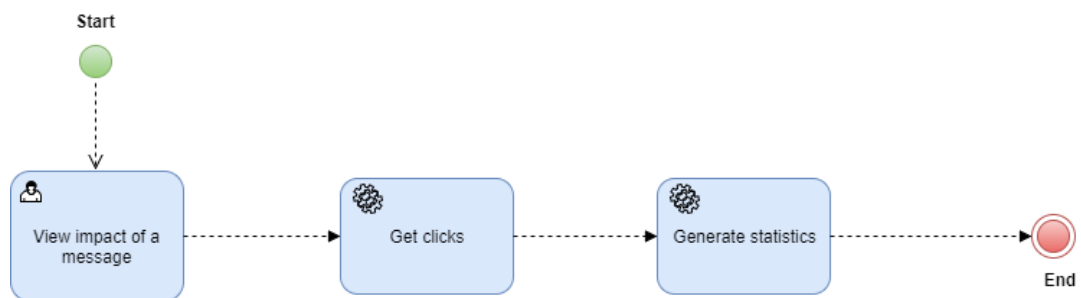 Start
View impact of a
message
Get clicks
Generate statistics
End